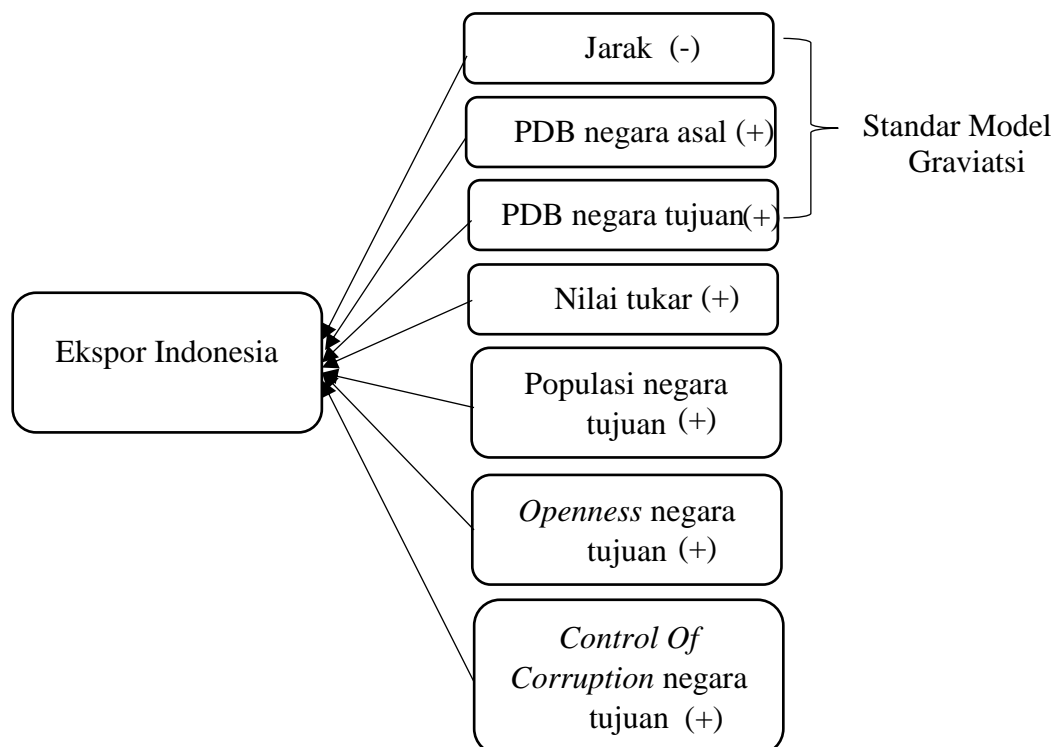 Jarak (-)
PDB negara asal (+)
PDB negara tujuan(+)
Standar Model
Graviatsi
Nilai tukar (+)
Ekspor Indonesia
Populasi negara
tujuan (+)
Openness negara
tujuan (+)
Control Of
Corruption negara
tujuan (+)